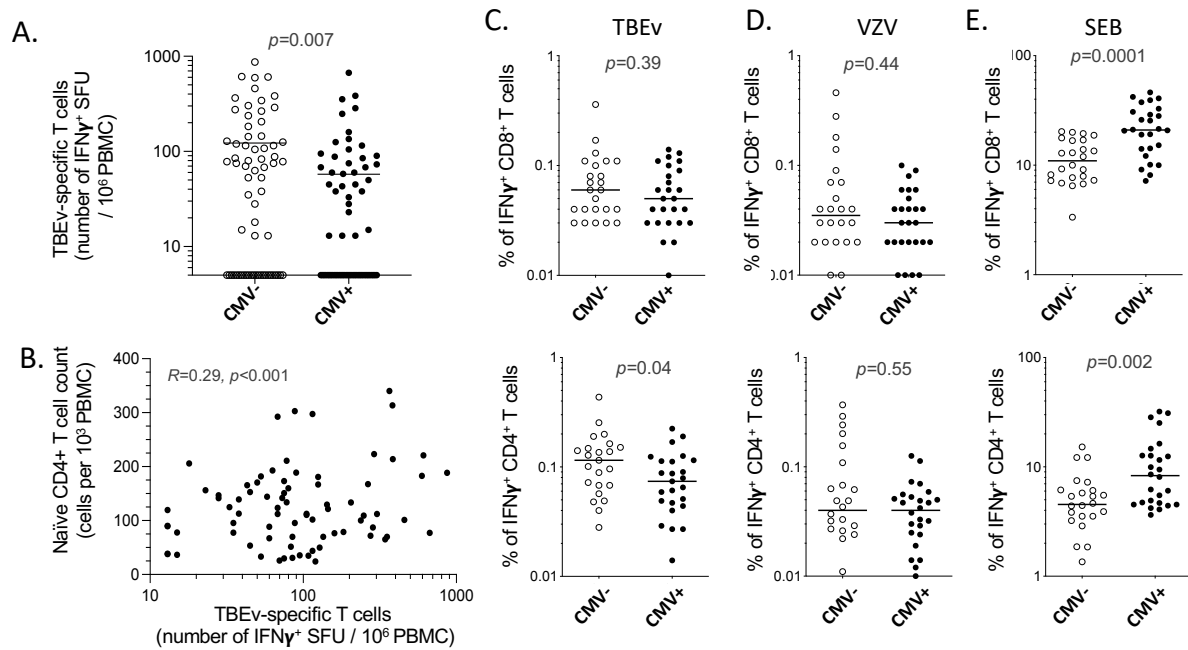 A.
p=0.007
TBEv-specific T cells
(number of IFNγ⁺ SFU
/ 10⁶ PBMC)
1000
100
10
CMV-
CMV+
B.
R=0.29, p<0.001
Naïve CD4+ T cell count
(cells per 10³ PBMC)
400
300
200
100
0
10
100
1000
TBEv-specific T cells
(number of IFNγ⁺ SFU / 10⁶ PBMC)
C.
TBEv
p=0.39
% of IFNγ⁺ CD8⁺ T cells
1
0.1
0.01
CMV-
CMV+
p=0.04
% of IFNγ⁺ CD4⁺ T cells
1
0.1
0.01
CMV-
CMV+
D.
VZV
p=0.44
% of IFNγ⁺ CD8⁺ T cells
1
0.1
0.01
CMV-
CMV+
p=0.55
% of IFNγ⁺ CD4⁺ T cells
1
0.1
0.01
CMV-
CMV+
E.
SEB
p=0.0001
% of IFNγ⁺ CD8⁺ T cells
100
10
1
CMV-
CMV+
p=0.002
% of IFNγ⁺ CD4⁺ T cells
100
10
1
CMV-
CMV+